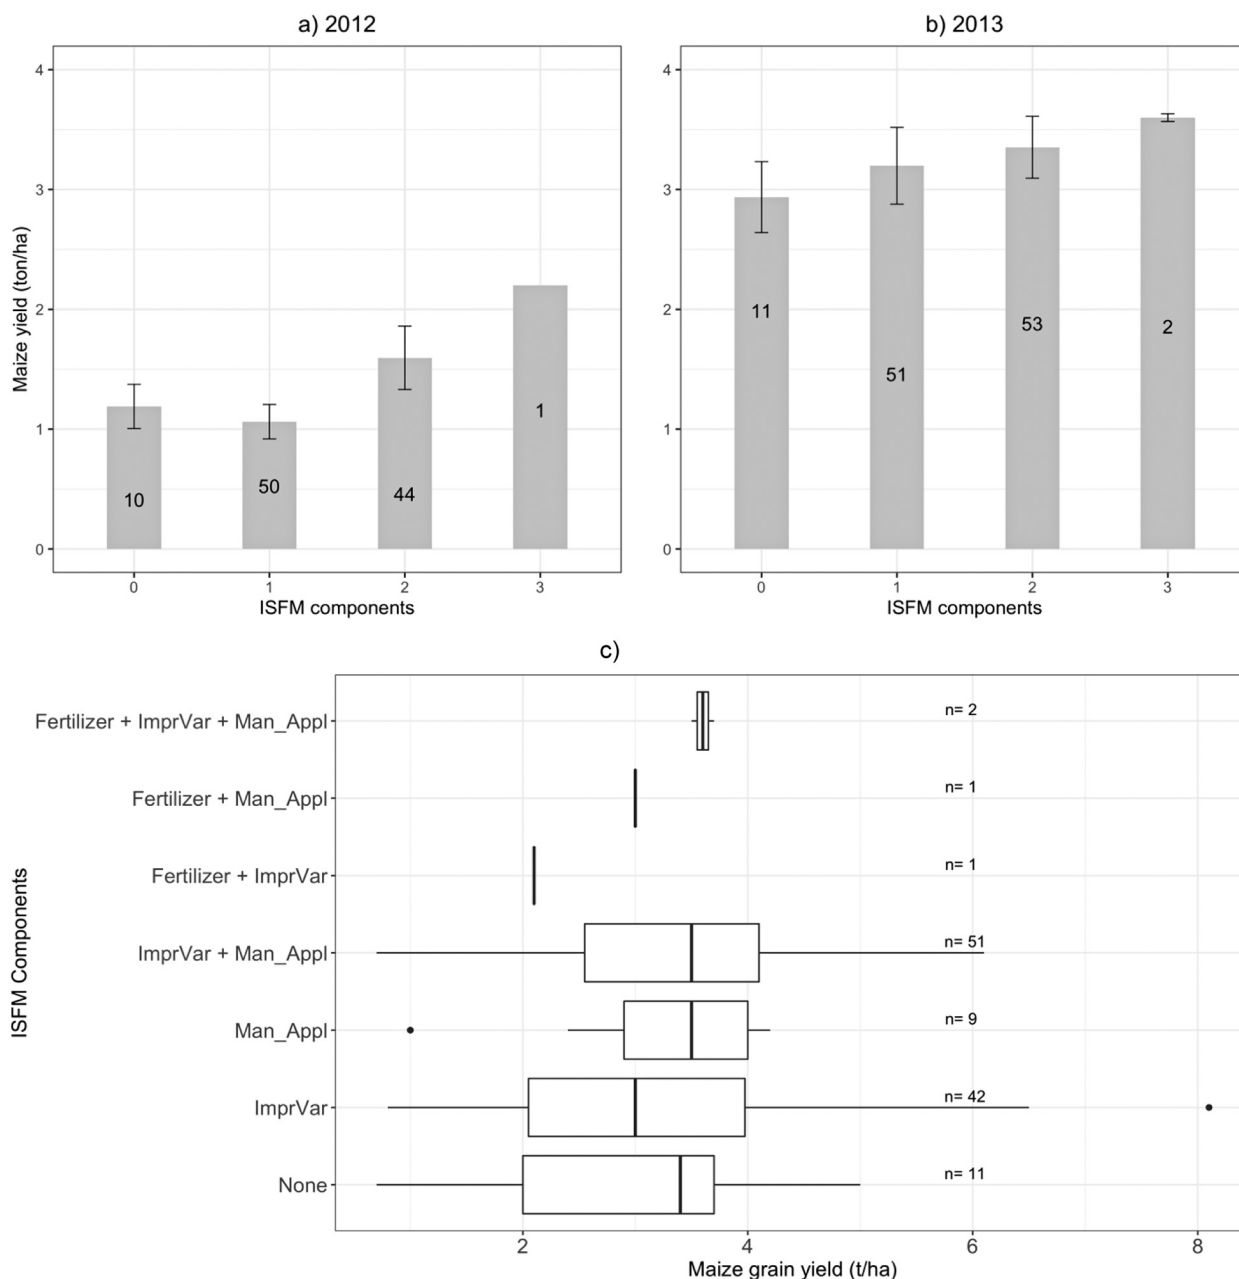 a) 2012
b) 2013
Maize yield (ton/ha)
4
3
2
1
0
10
50
44
1
0
1
2
3
ISFM components
4
3
2
1
0
11
51
53
2
0
1
2
3
ISFM components
c)
ISFM Components
Fertilizer + ImprVar + Man_Appl
n= 2
Fertilizer + Man_Appl
n= 1
Fertilizer + ImprVar
n= 1
ImprVar + Man_Appl
n= 51
Man_Appl
n= 9
ImprVar
n= 42
None
n= 11
2
4
6
8
Maize grain yield (t/ha)